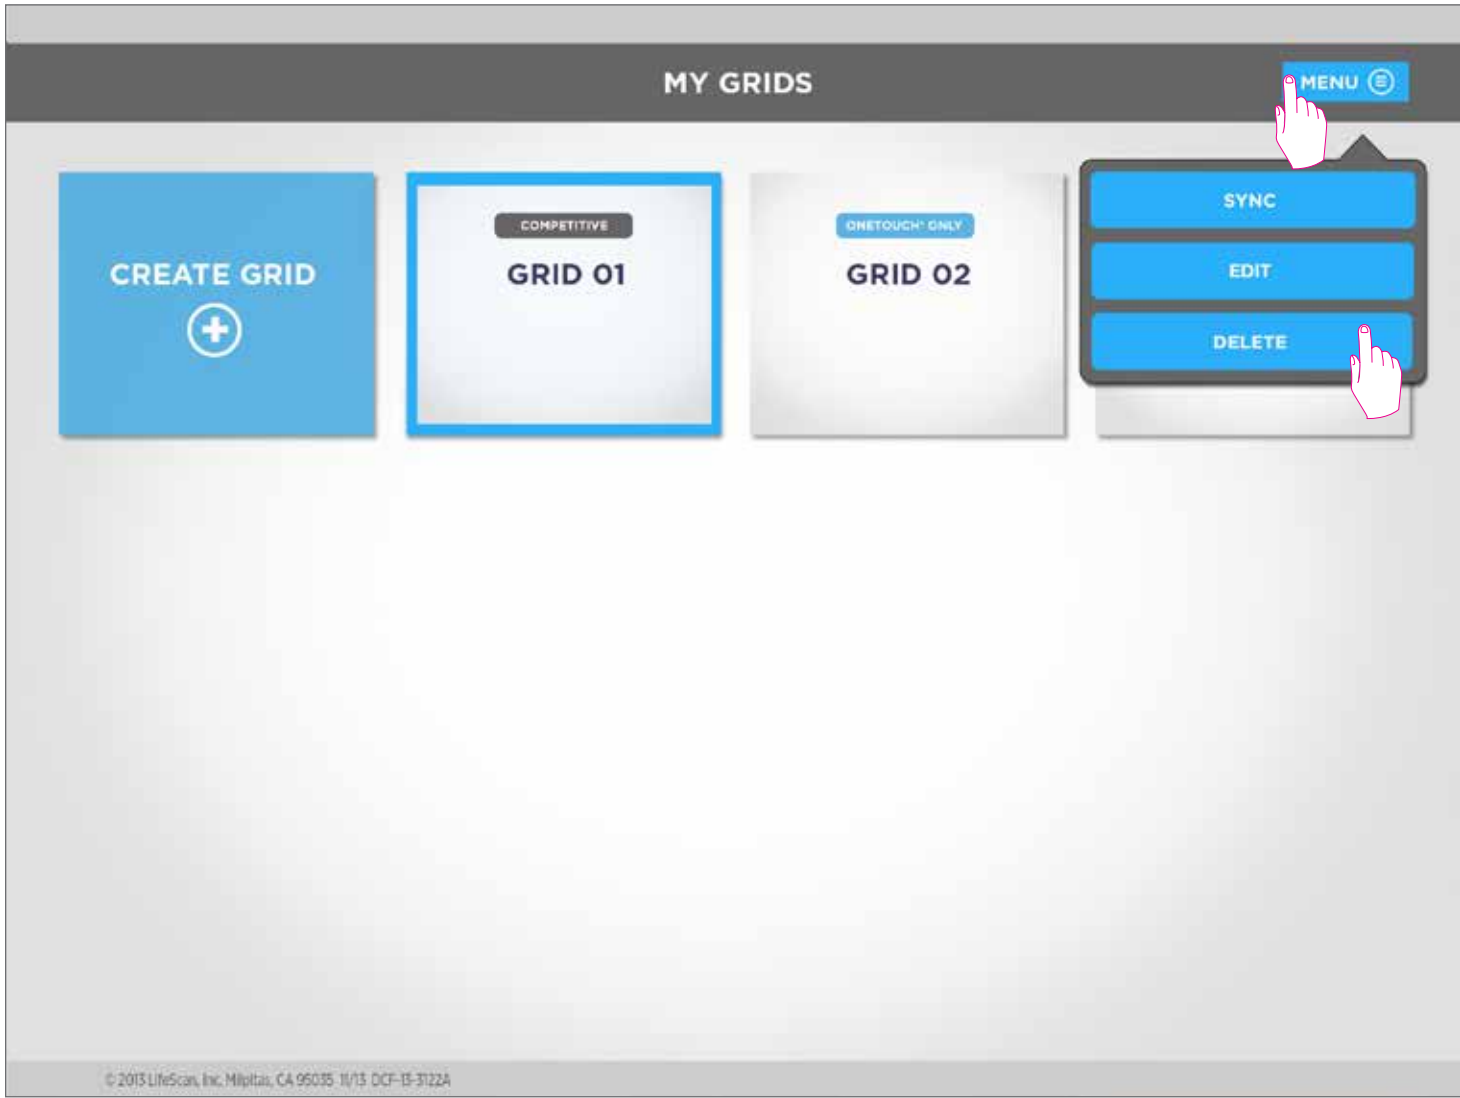 MY GRIDS
MENU
CREATE GRID
COMPETITIVE
GRID 01
ONETOUCH® ONLY
GRID 02
SYNC
EDIT
DELETE
© 2013 LifeScan, Inc. Milpitas, CA 95035 11/13 DCF-13-3122A